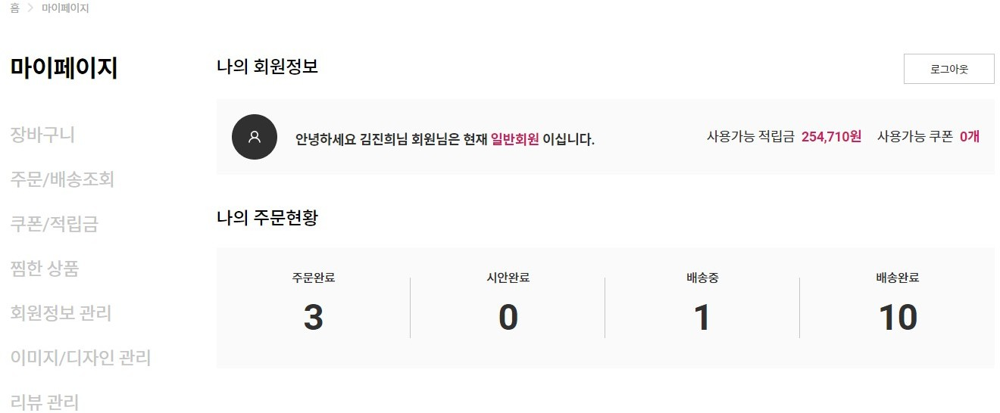 홈 > 마이페이지
마이페이지
장바구니
주문/배송조회
쿠폰/적립금
찜한 상품
회원정보 관리
이미지/디자인 관리
리뷰 관리
나의 회원정보
로그아웃
안녕하세요 김진희님 회원님은 현재 일반회원 이십니다.
사용가능 적립금 254,710원 사용가능 쿠폰 0개
나의 주문현황
주문완료 시안완료 배송중 배송완료
3 0 1 10